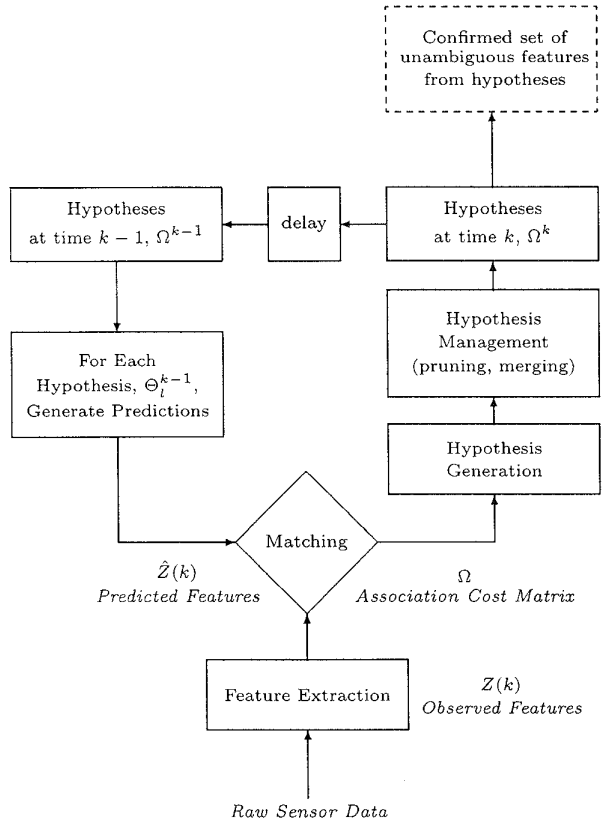 Confirmed set of
unambiguous features
from hypotheses
Hypotheses
at time k − 1, Ω^{k−1}
delay
Hypotheses
at time k, Ω^k
For Each
Hypothesis, Θ_l^{k−1},
Generate Predictions
Hypothesis
Management
(pruning, merging)
Hypothesis
Generation
Matching
Ẑ(k)
Predicted Features
Ω
Association Cost Matrix
Feature Extraction
Z(k)
Observed Features
Raw Sensor Data